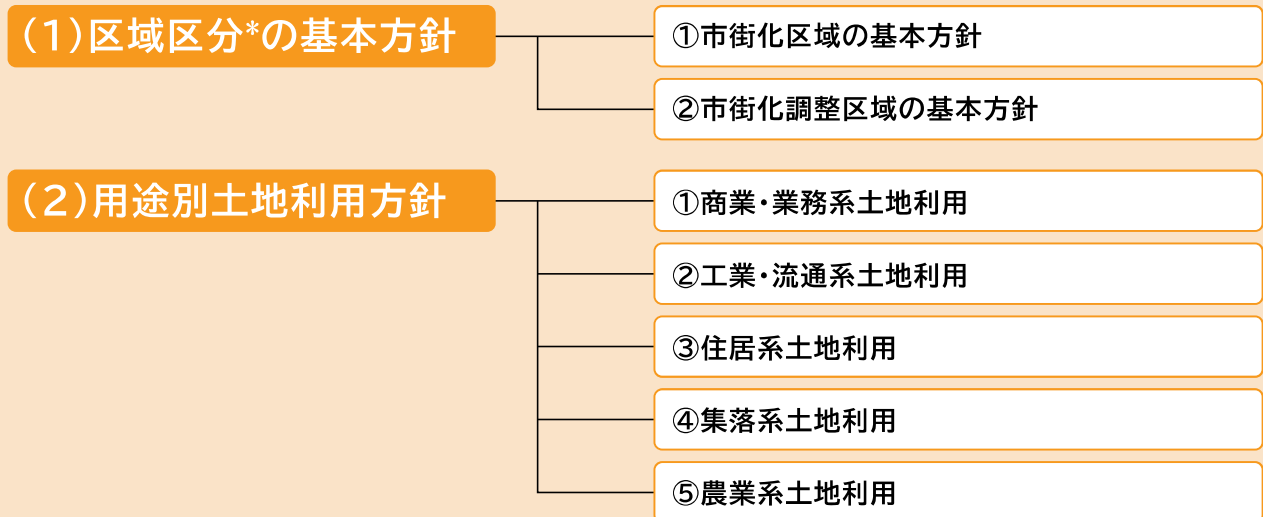 (1)区域区分*の基本方針
①市街化区域の基本方針
②市街化調整区域の基本方針
(2)用途別土地利用方針
①商業・業務系土地利用
②工業・流通系土地利用
③住居系土地利用
④集落系土地利用
⑤農業系土地利用